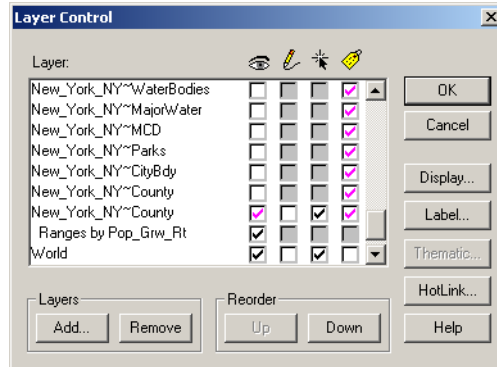 Layer Control
Layer:
New_York_NY~WaterBodies
New_York_NY~MajorWater
New_York_NY~MCD
New_York_NY~Parks
New_York_NY~CityBdy
New_York_NY~County
New_York_NY~County
Ranges by Pop_Grw_Rt
World
OK
Cancel
Display...
Label...
Thematic...
HotLink...
Help
Layers
Add...
Remove
Reorder
Up
Down